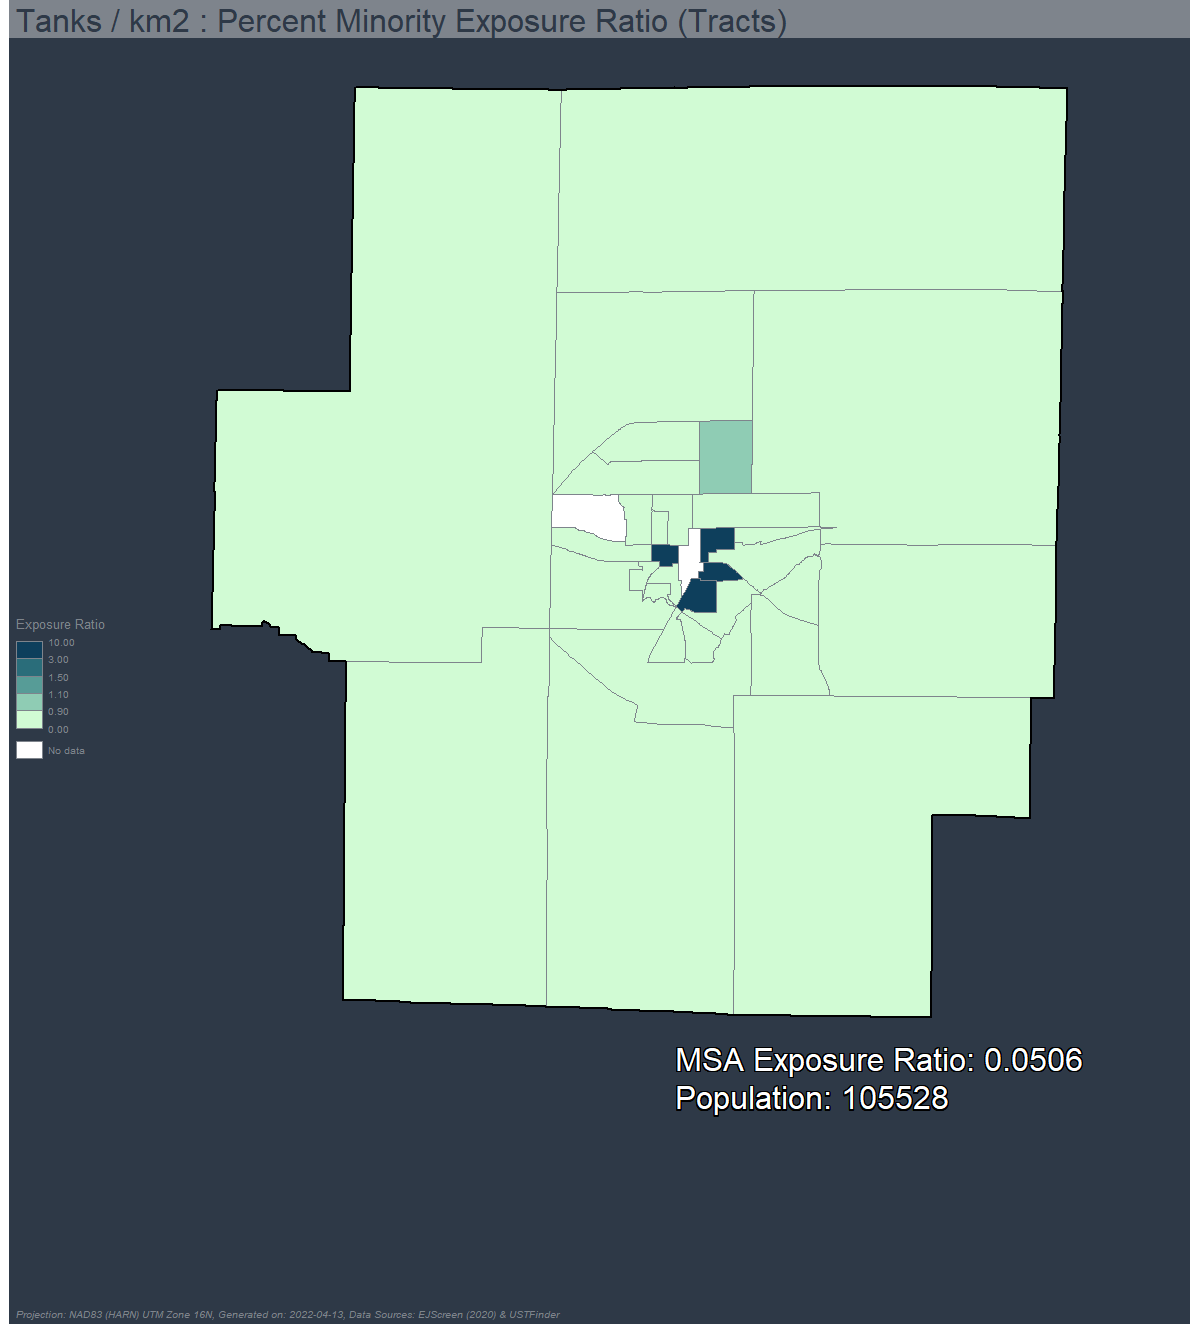 Tanks / km2 : Percent Minority Exposure Ratio (Tracts)
Exposure Ratio
10.00
3.00
1.50
1.10
0.90
0.00
No data
MSA Exposure Ratio: 0.0506
Population: 105528
Projection: NAD83 (HARN) UTM Zone 16N, Generated on: 2022-04-13, Data Sources: EJScreen (2020) & USTFinder